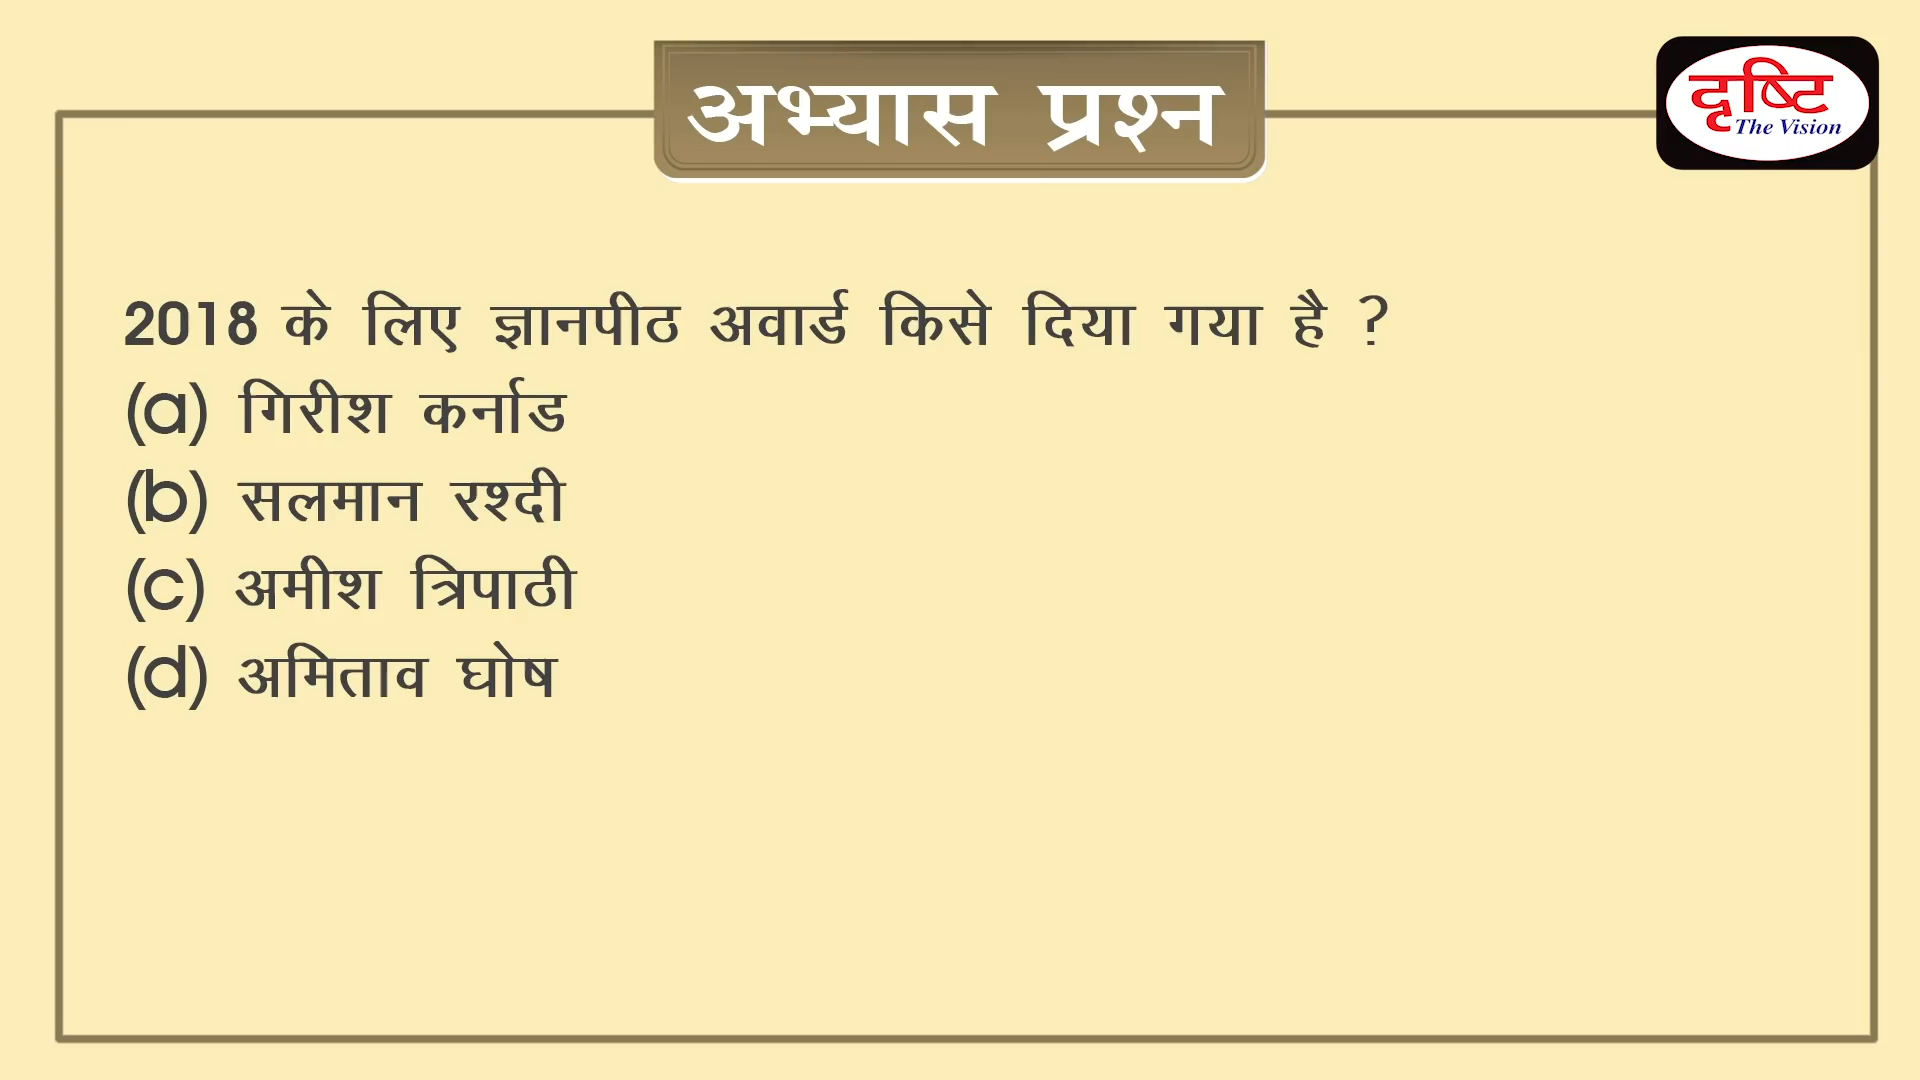 अभ्यास प्रश्न
दृष्टि
The Vision
2018 के लिए ज्ञानपीठ अवार्ड किसे दिया गया है ?
(a) गिरीश कर्नाड
(b) सलमान रश्दी
(c) अमीश त्रिपाठी
(d) अमिताव घोष